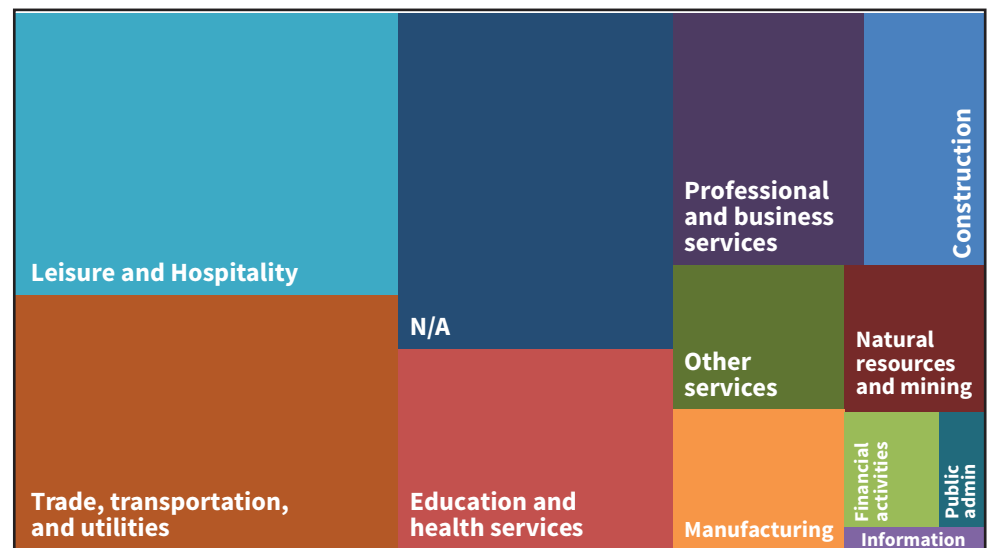 Leisure and Hospitality
Trade, transportation,
and utilities
N/A
Education and
health services
Professional
and business
services
Construction
Other
services
Natural
resources
and mining
Manufacturing
Financial
activities
Public
admin
Information